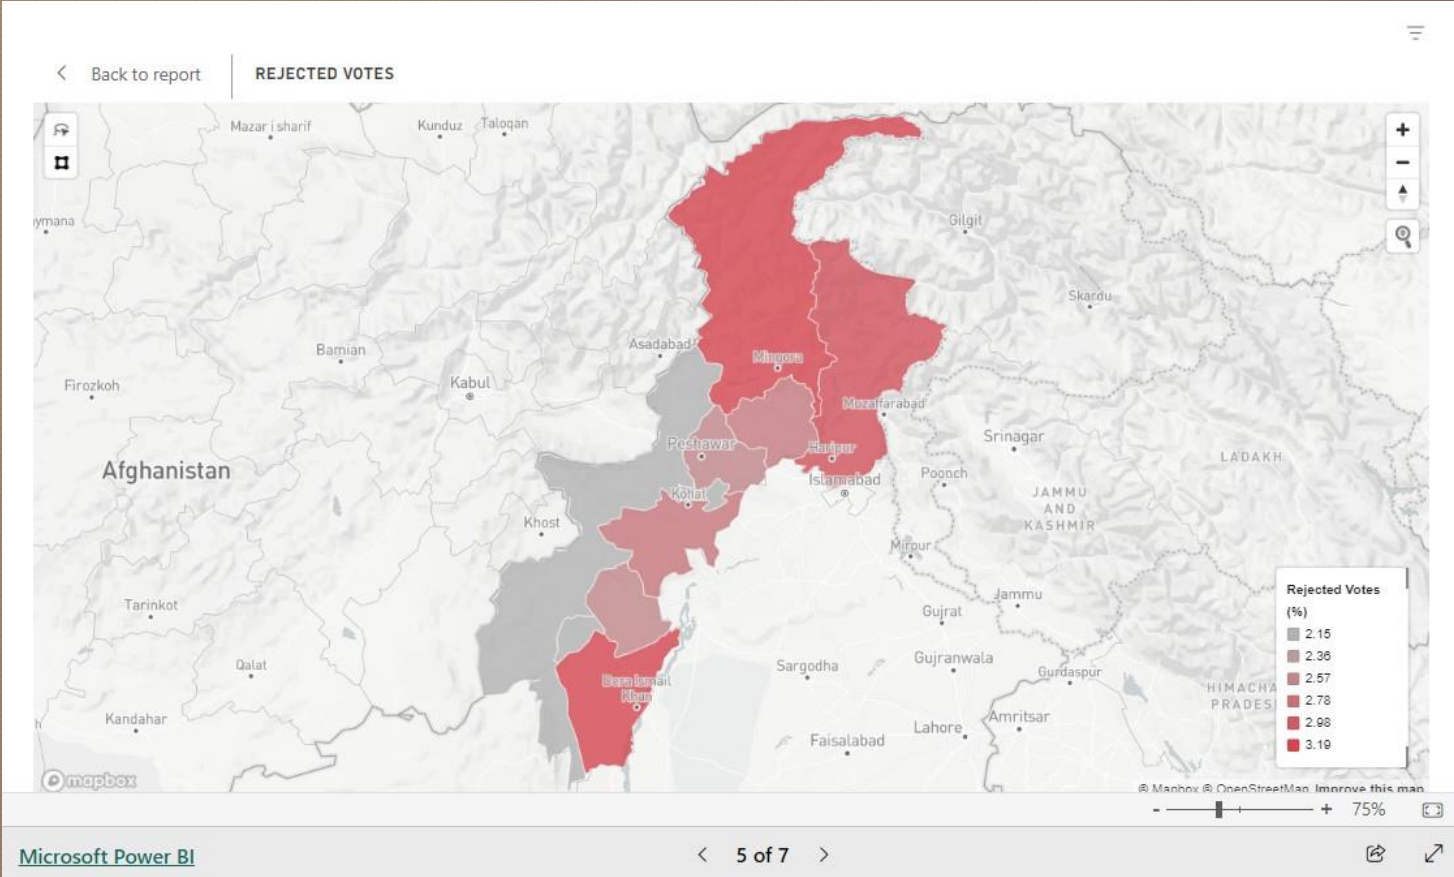 Back to report
REJECTED VOTES
Mazar i sharif
Kunduz
Taloqan
ymana
Gilgit
Skardu
Asadabad
Bamian
Mingora
Firozkoh
Kabul
Muzaffarabad
Srinagar
Peshawar
Haripur
Afghanistan
Islamabad
Poonch
LADAKH
Kohat
JAMMU
AND
KASHMIR
Khost
Mirpur
Jammu
Tarinkot
Gujrat
Qalat
Sargodha
Gujranwala
Gurdaspur
Dera Ismail
Khan
HIMACHA
PRADES
Kandahar
h
Lahore
Amritsar
Faisalabad
Rejected Votes
(%)
2.15
2.36
2.57
2.78
2.98
3.19
mapbox
© Mapbox © OpenStreetMap Improve this map
- + 75%
Microsoft Power BI
< 5 of 7 >